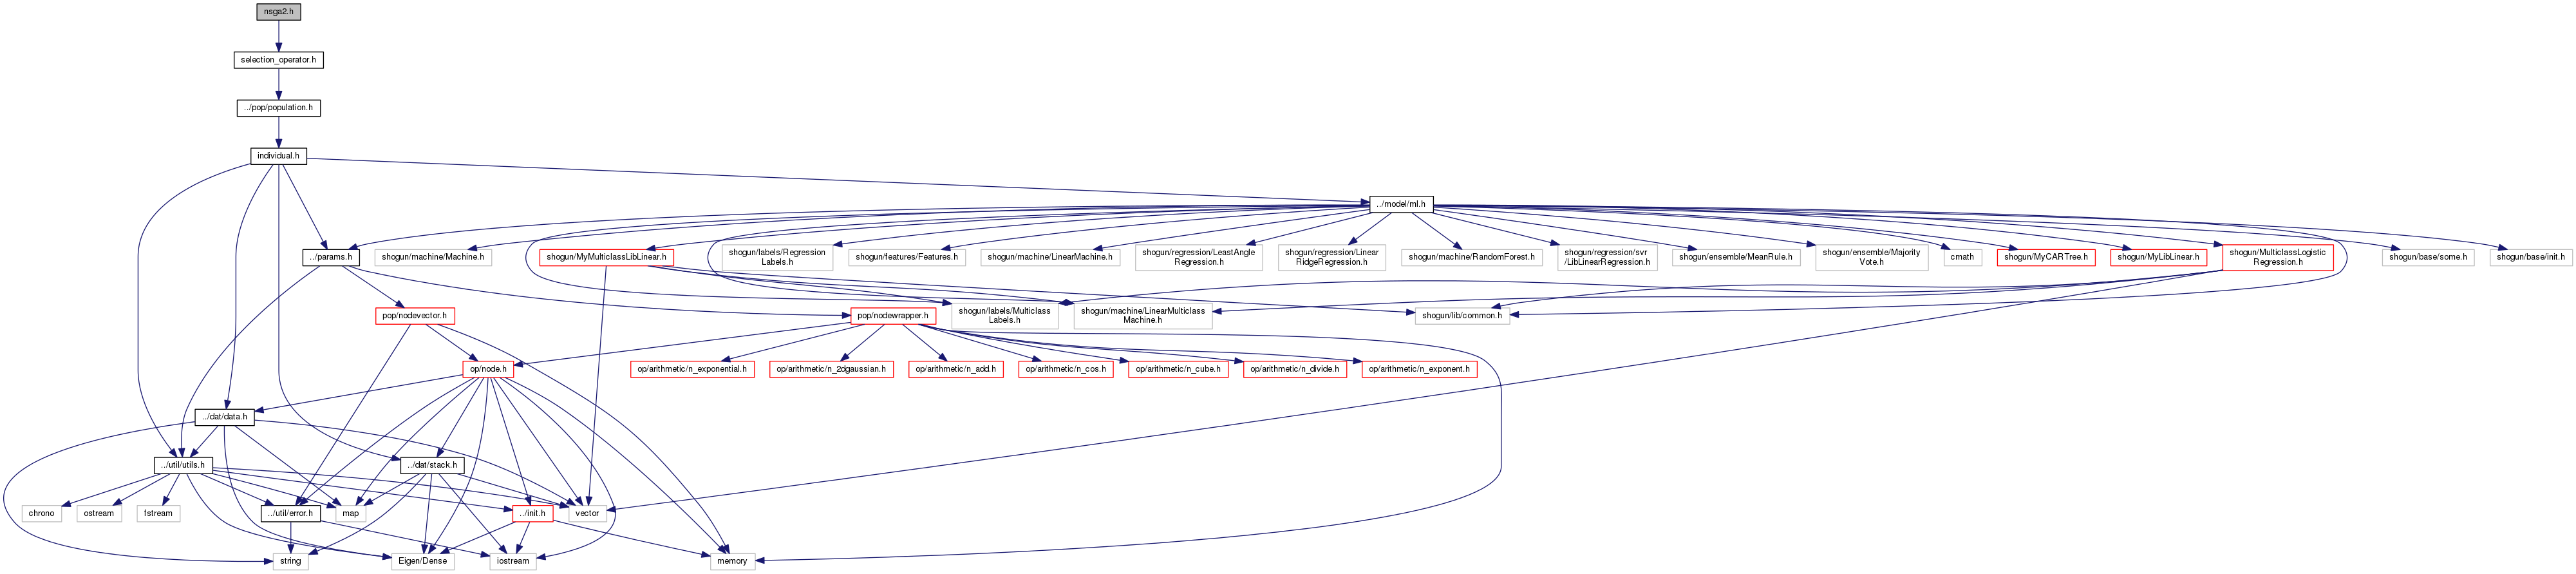 nsga2.h
selection_operator.h
../pop/population.h
individual.h
../model/ml.h
../params.h
shogun/machine/Machine.h
shogun/MyMulticlassLibLinear.h
shogun/labels/Regression
Labels.h
shogun/features/Features.h
shogun/machine/LinearMachine.h
shogun/regression/LeastAngle
Regression.h
shogun/regression/Linear
RidgeRegression.h
shogun/machine/RandomForest.h
shogun/regression/svr
/LibLinearRegression.h
shogun/ensemble/MeanRule.h
shogun/ensemble/Majority
Vote.h
cmath
shogun/MyCARTree.h
shogun/MyLibLinear.h
shogun/MulticlassLogistic
Regression.h
shogun/base/some.h
shogun/base/init.h
pop/nodevector.h
pop/nodewrapper.h
shogun/labels/Multiclass
Labels.h
shogun/machine/LinearMulticlass
Machine.h
shogun/lib/common.h
op/node.h
op/arithmetic/n_exponential.h
op/arithmetic/n_2dgaussian.h
op/arithmetic/n_add.h
op/arithmetic/n_cos.h
op/arithmetic/n_cube.h
op/arithmetic/n_divide.h
op/arithmetic/n_exponent.h
../dat/data.h
../util/utils.h
../dat/stack.h
chrono
ostream
fstream
../util/error.h
map
../init.h
vector
string
Eigen/Dense
iostream
memory